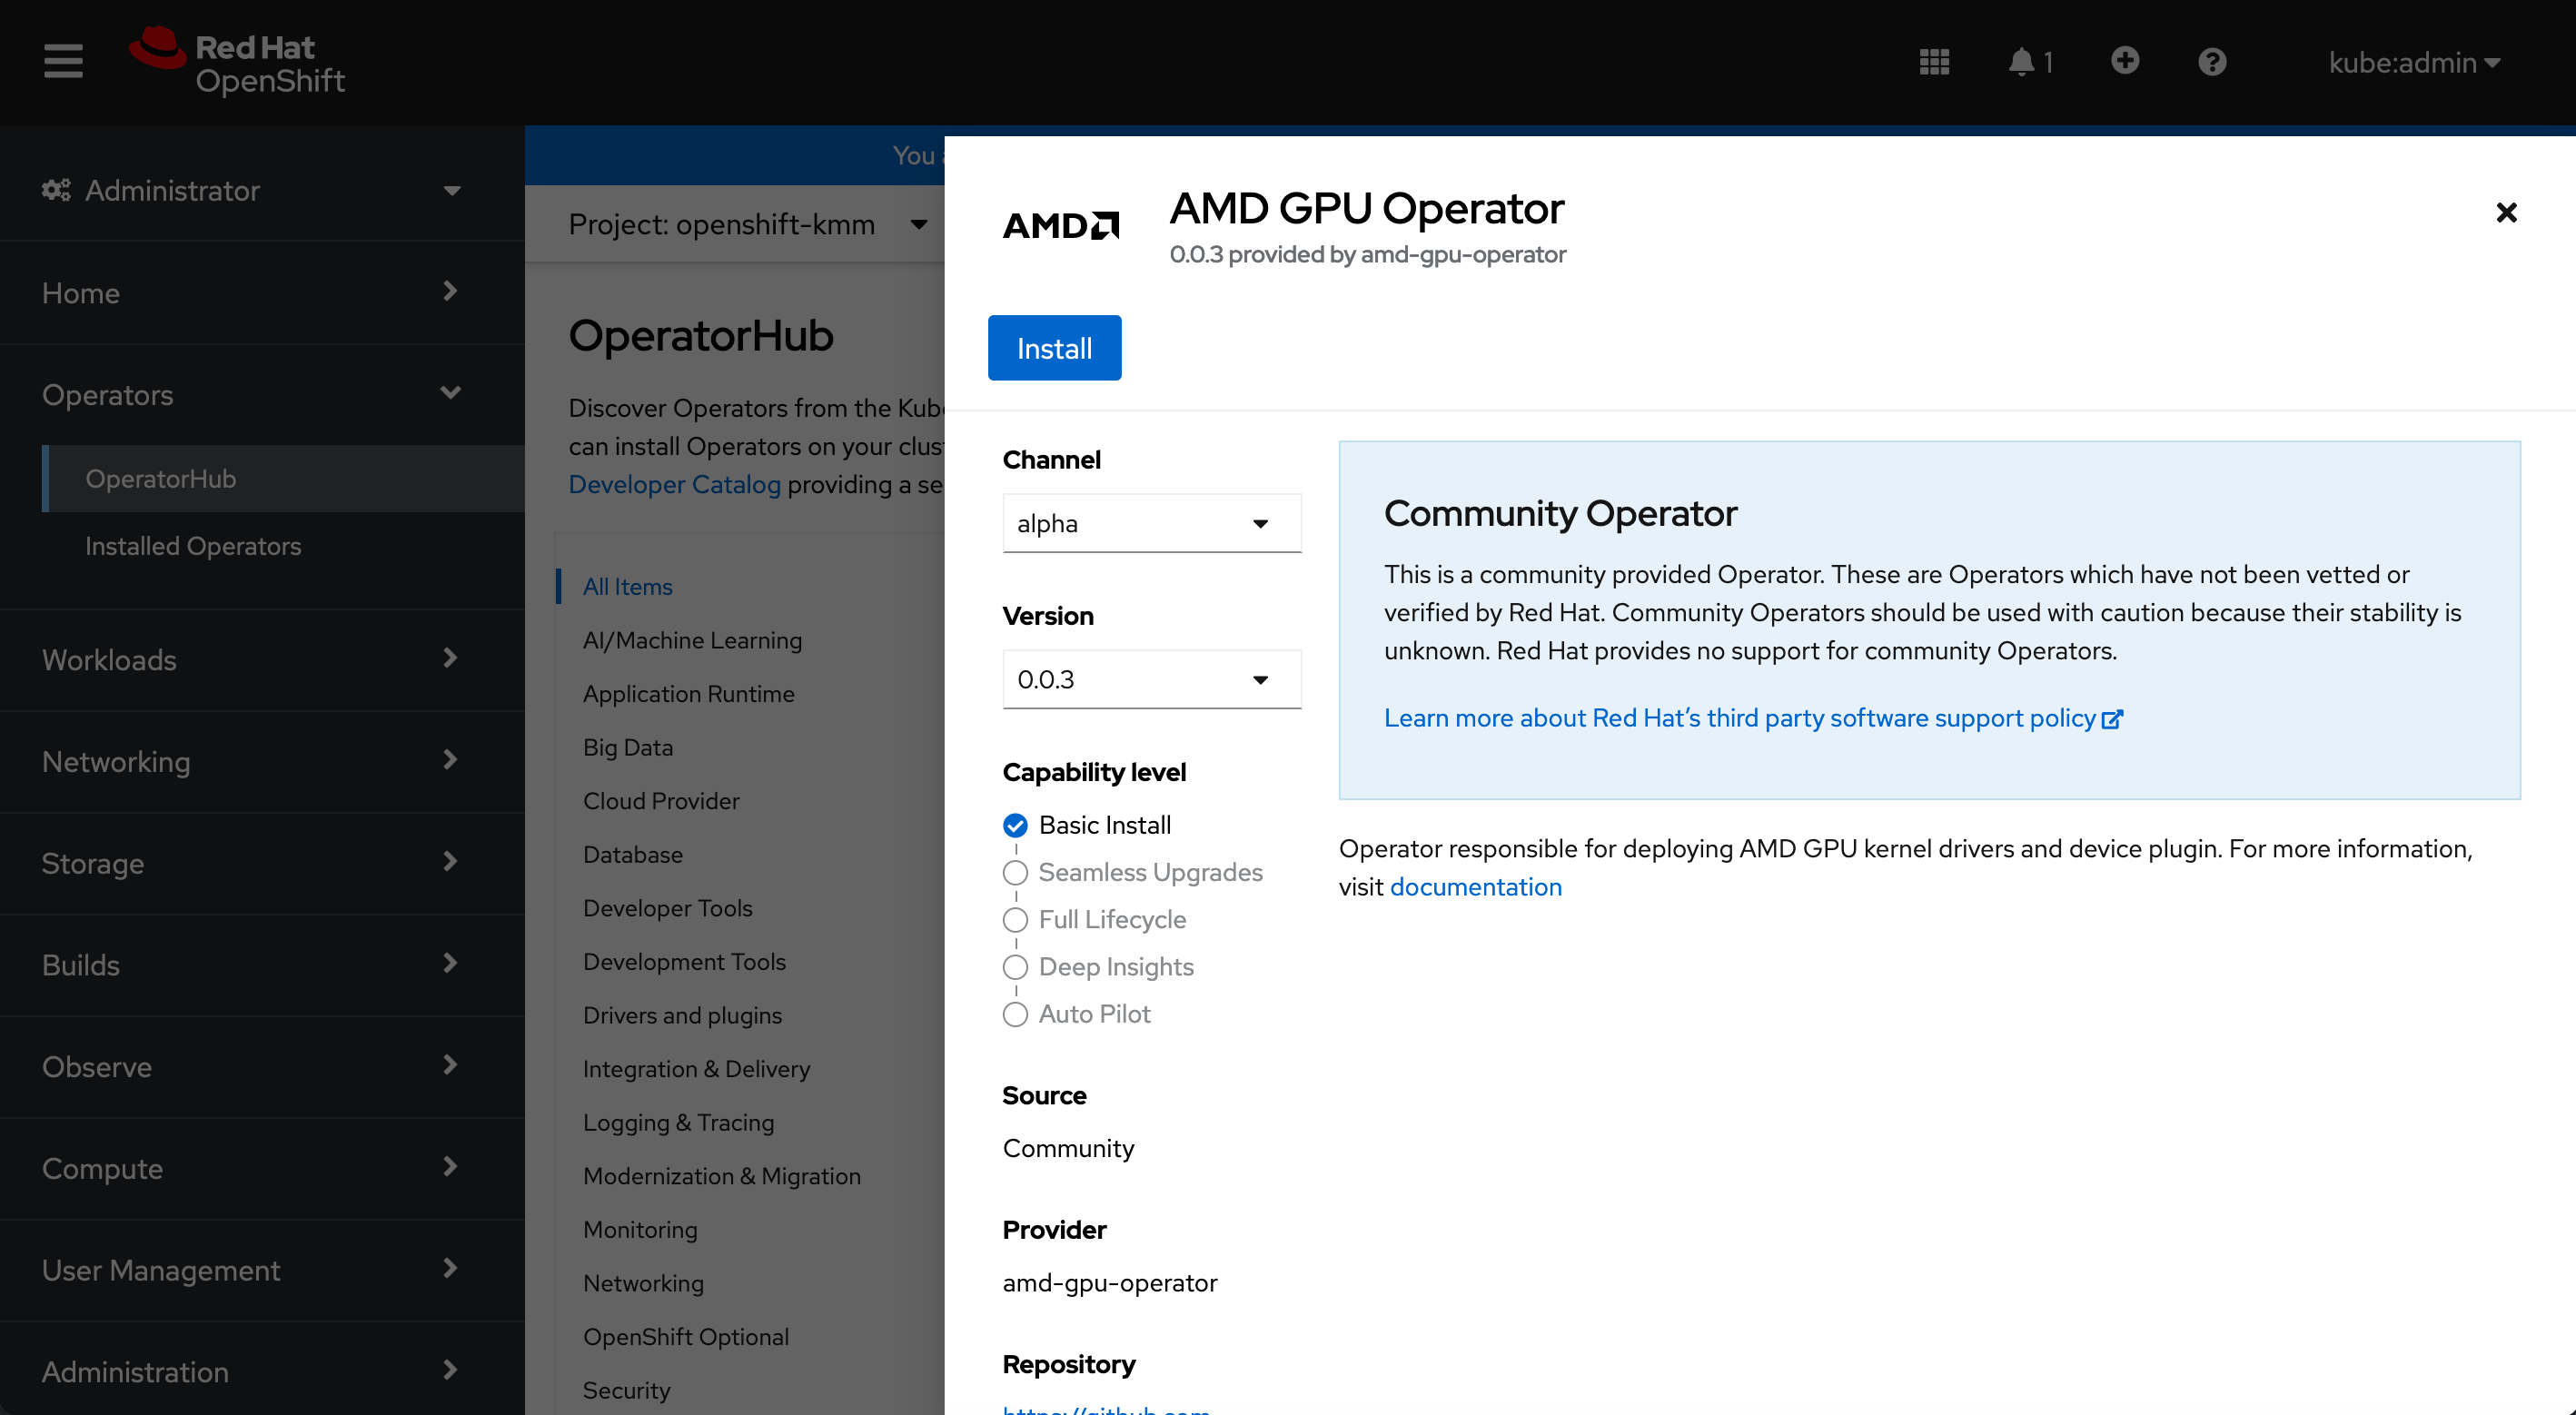 Red Hat
OpenShift
1
kube:admin
Administrator
Home
Operators
OperatorHub
Installed Operators
Workloads
Networking
Storage
Builds
Observe
Compute
User Management
Administration
You
Project: openshift-kmm
OperatorHub
Discover Operators from the
can install Operators on your
Developer Catalog providing a
All Items
AI/Machine Learning
Application Runtime
Big Data
Cloud Provider
Database
Developer Tools
Development Tools
Drivers and plugins
Integration & Delivery
Logging & Tracing
Modernization & Migration
Monitoring
Networking
OpenShift Optional
Security
AMD
AMD GPU Operator
0.0.3 provided by amd-gpu-operator
Install
Channel
alpha
Version
0.0.3
Capability level
Basic Install
Seamless Upgrades
Full Lifecycle
Deep Insights
Auto Pilot
Source
Community
Provider
amd-gpu-operator
Repository
https://github.com
Community Operator
This is a community provided Operator. These are Operators which have not been vetted or
verified by Red Hat. Community Operators should be used with caution because their stability is
unknown. Red Hat provides no support for community Operators.
Learn more about Red Hat’s third party software support policy
Operator responsible for deploying AMD GPU kernel drivers and device plugin. For more information,
visit documentation